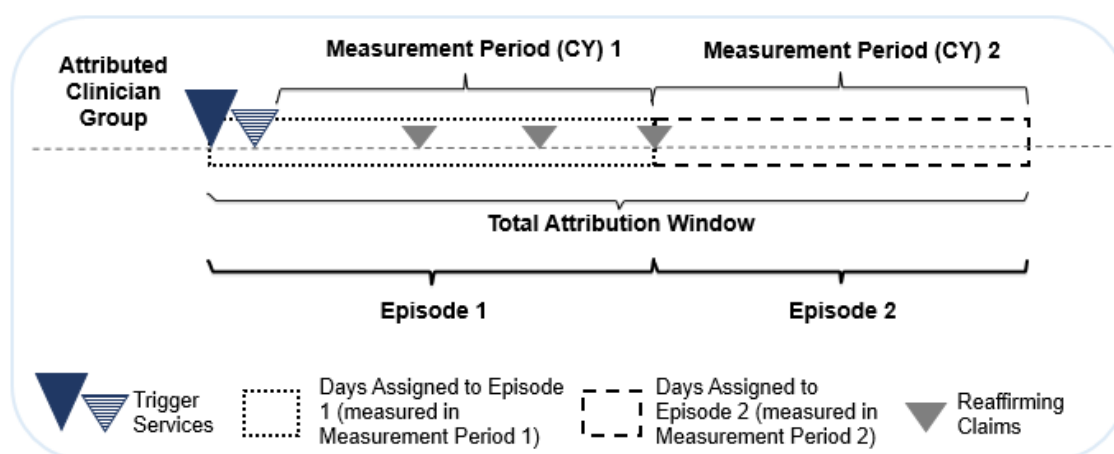 Measurement Period (CY) 1
Measurement Period (CY) 2
Attributed
Clinician
Group
Total Attribution Window
Episode 1
Episode 2
Trigger
Services
Days Assigned to Episode
1 (measured in
Measurement Period 1)
Days Assigned to
Episode 2 (measured in
Measurement Period 2)
Reaffirming
Claims